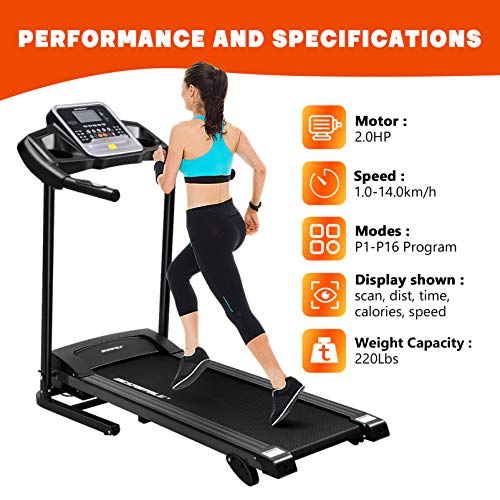 PERFORMANCE AND SPECIFICATIONS
Motor :
2.0HP
Speed :
1.0-14.0km/h
Modes :
P1-P16 Program
Display shown :
scan, dist, time,
calories, speed
Weight Capacity :
t
220Lbs